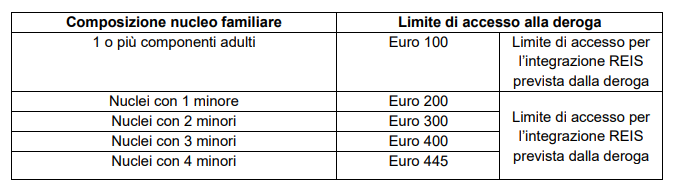 Composizione nucleo familiare Limite di accesso alla deroga
1 o più componenti adulti Euro 100 Limite di accesso per
l'integrazione REIS
prevista dalla deroga
Nuclei con 1 minore Euro 200
Nuclei con 2 minori Euro 300
Nuclei con 3 minori Euro 400
Nuclei con 4 minori Euro 445
Limite di accesso per
l'integrazione REIS
prevista dalla deroga